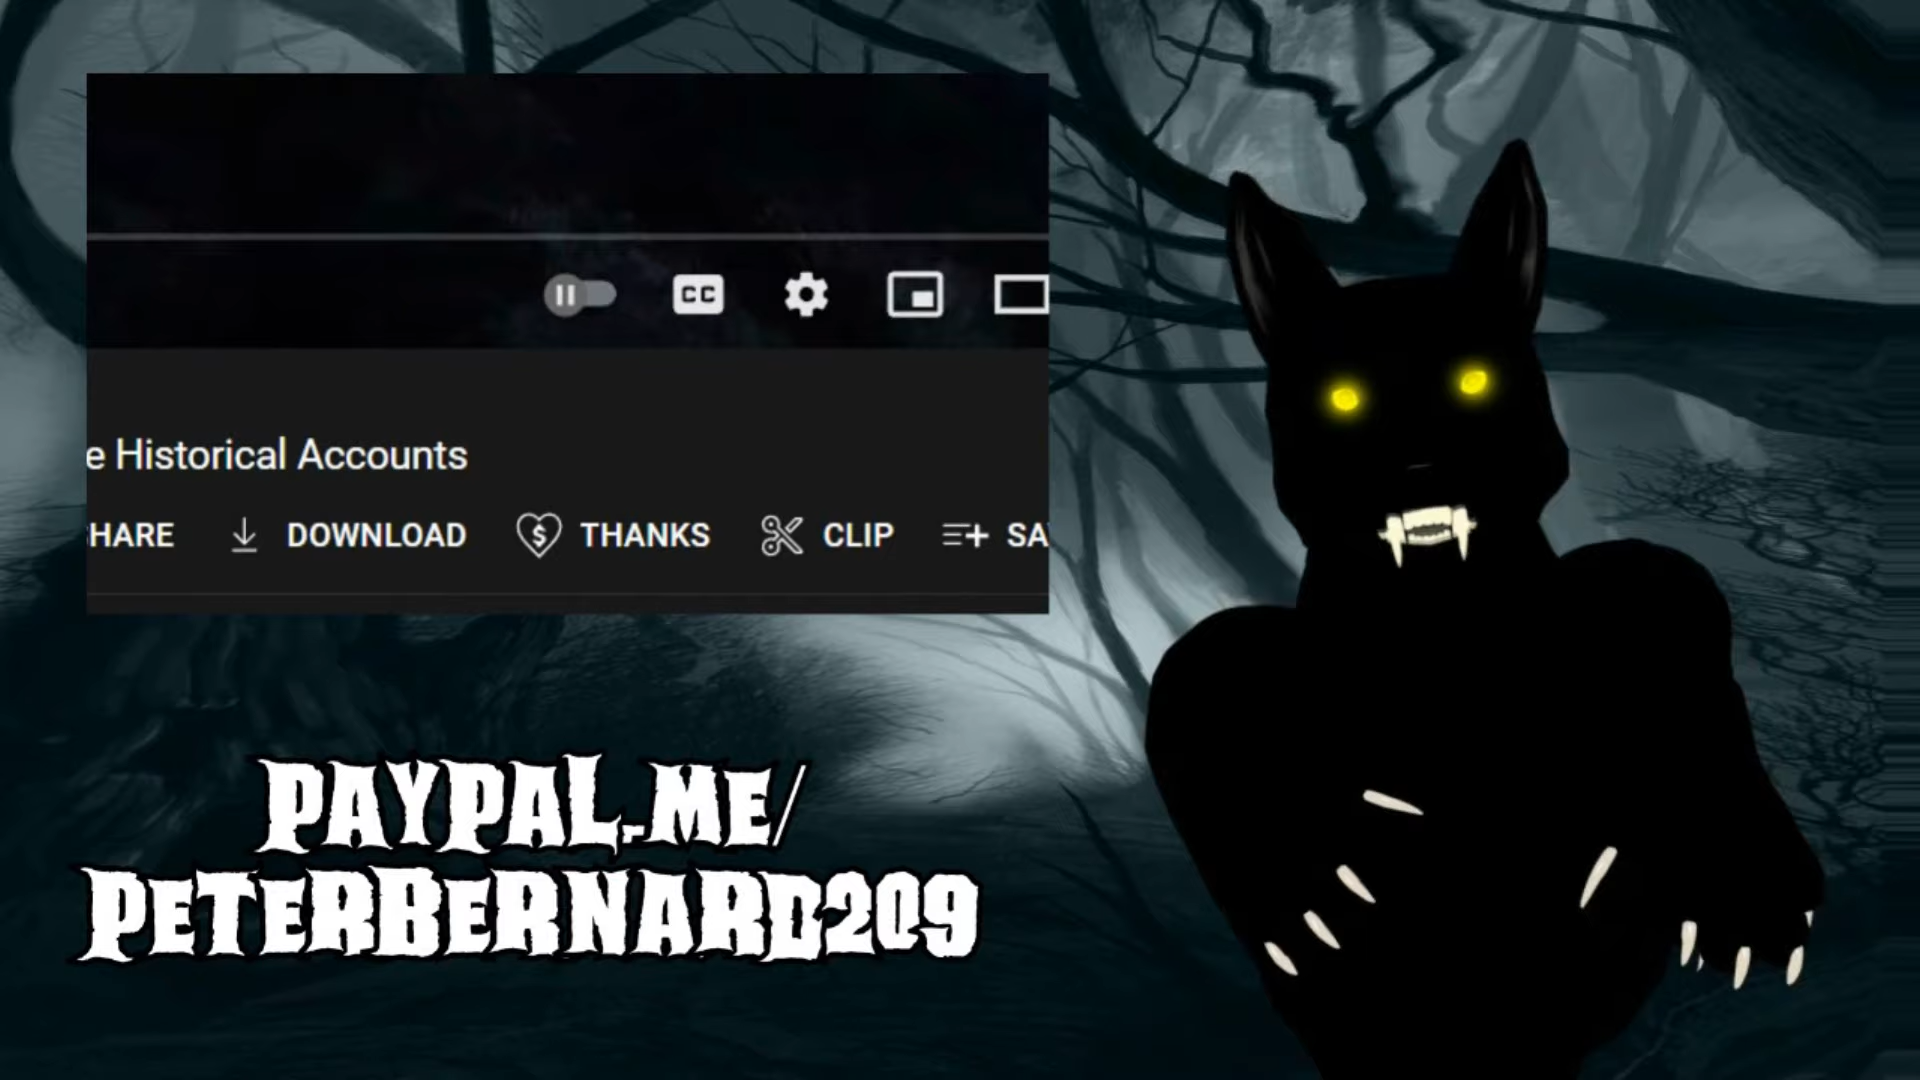 CC
e Historical Accounts
HARE DOWNLOAD THANKS CLIP SA
PAYPAL.ME/
PETERBERNARD209